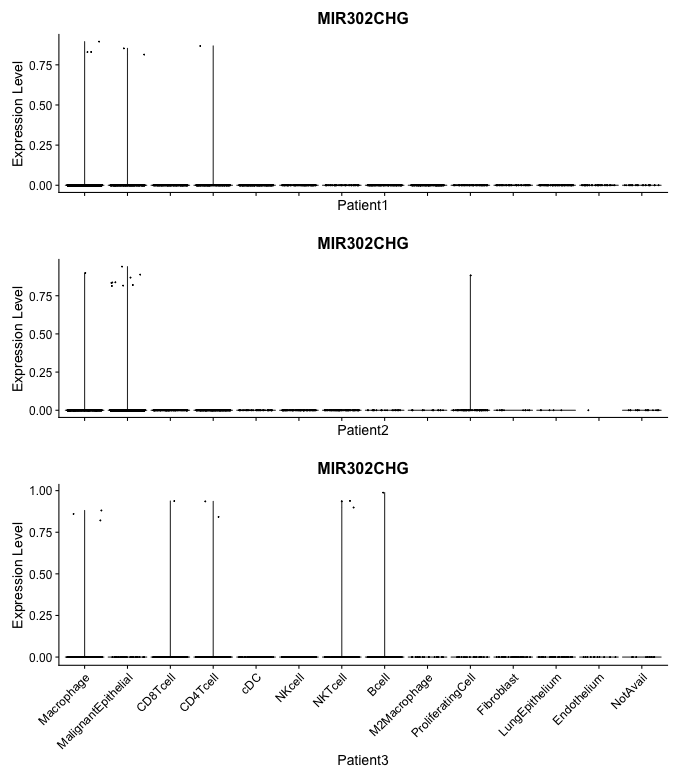 MIR302CHG
Expression Level
0.75
0.50
0.25
0.00
Patient1
MIR302CHG
Expression Level
0.75
0.50
0.25
0.00
Patient2
MIR302CHG
Expression Level
1.00
0.75
0.50
0.25
0.00
Macrophage
MalignantEpithelial
CD8Tcell
CD4Tcell
cDC
NKcell
NKTcell
Bcell
M2Macrophage
ProliferatingCell
Fibroblast
LungEpithelium
Endothelium
NotAvail
Patient3